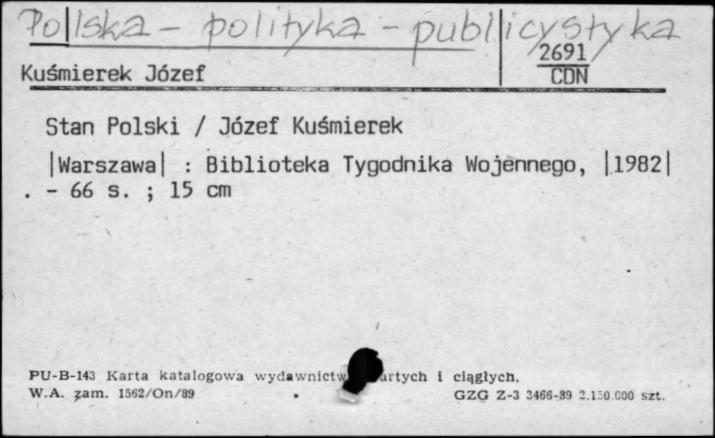 Polska - polityka - publicystyka
2691
CDN
Kuśmierek Józef
Stan Polski / Józef Kuśmierek
|Warszawa| : Biblioteka Tygodnika Wojennego, |1982|
. - 66 s. ; 15 cm
PU-B-143 Karta katalogowa wydawnictw artych i ciągłych.
W.A. zam. 1562/On/89
GZG Z-3 3466-89 2.150.000 szt.